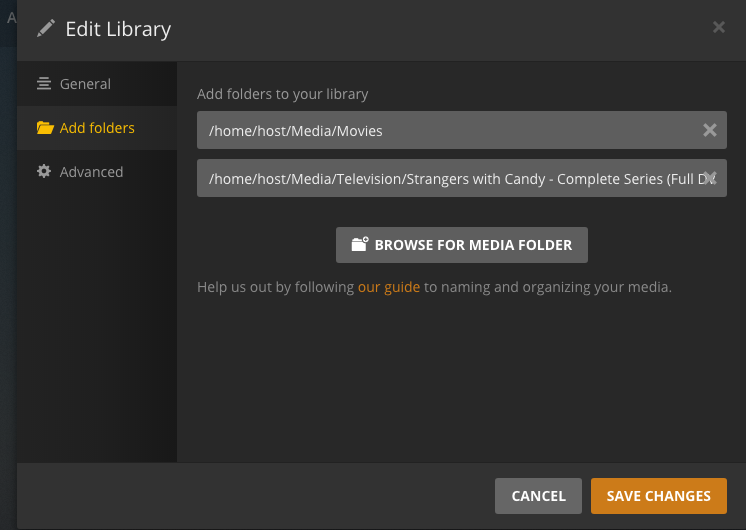 Edit Library
General
Add folders
Advanced
Add folders to your library
/home/host/Media/Movies
/home/host/Media/Television/Strangers with Candy - Complete Series (Full
BROWSE FOR MEDIA FOLDER
Help us out by following our guide to naming and organizing your media.
CANCEL
SAVE CHANGES